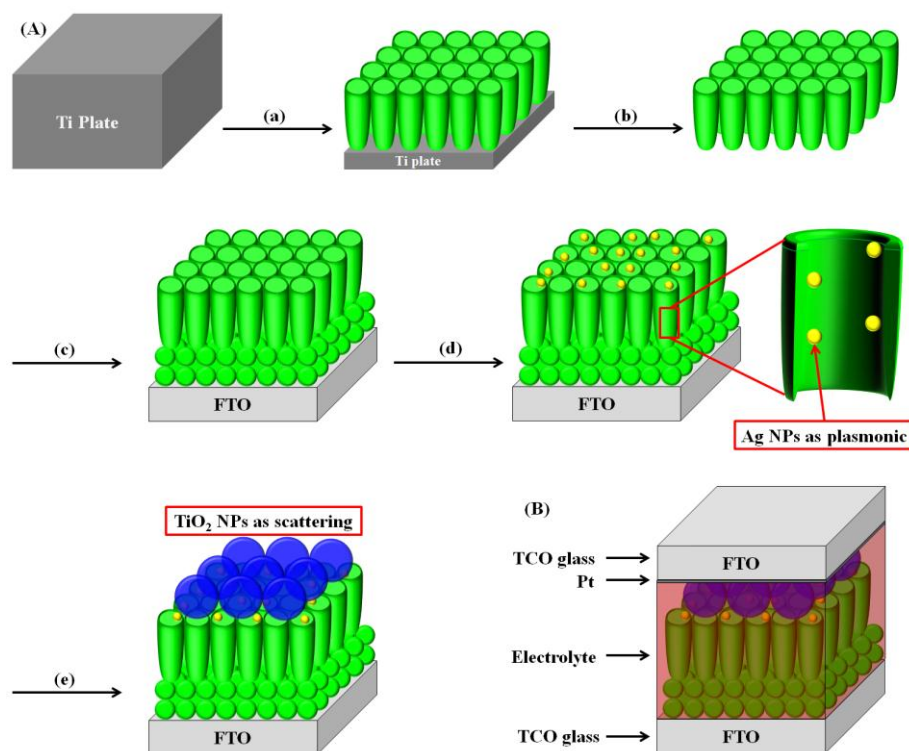 (A)
Ti Plate
(a)
Ti plate
(b)
(c)
FTO
(d)
FTO
Ag NPs as plasmonic
TiO₂ NPs as scattering
(e)
FTO
(B)
TCO glass
FTO
Pt
Electrolyte
TCO glass
FTO